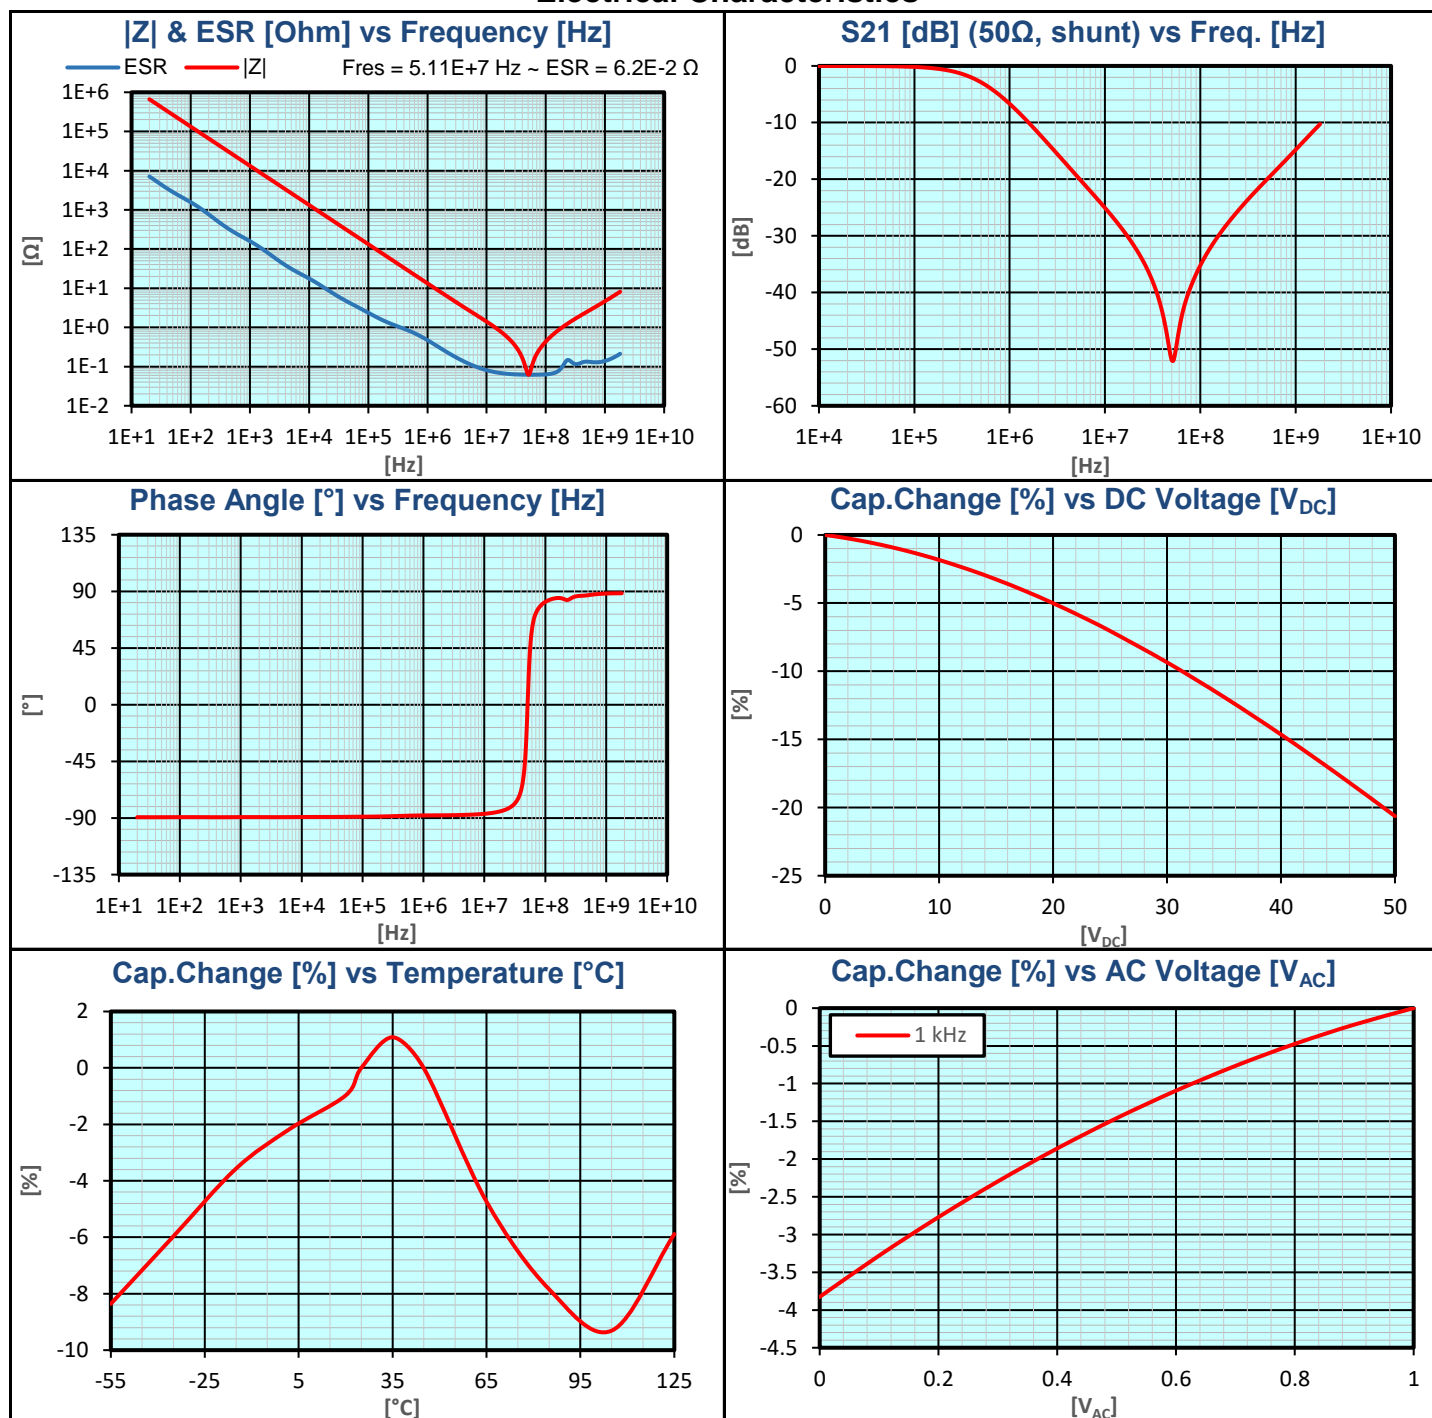 Electrical Characteristics
|Z| & ESR [Ohm] vs Frequency [Hz]
ESR |Z| Fres = 5.11E+7 Hz ~ ESR = 6.2E-2 Ω
1E+6
1E+5
1E+4
1E+3
1E+2
1E+1
1E+0
1E-1
1E-2
[Ω]
1E+1 1E+2 1E+3 1E+4 1E+5 1E+6 1E+7 1E+8 1E+9 1E+10
[Hz]
S21 [dB] (50Ω, shunt) vs Freq. [Hz]
0
-10
-20
-30
-40
-50
-60
[dB]
1E+4 1E+5 1E+6 1E+7 1E+8 1E+9 1E+10
[Hz]
Phase Angle [°] vs Frequency [Hz]
135
90
45
0
-45
-90
-135
[°]
1E+1 1E+2 1E+3 1E+4 1E+5 1E+6 1E+7 1E+8 1E+9 1E+10
[Hz]
Cap.Change [%] vs DC Voltage [VDC]
0
-5
-10
-15
-20
-25
[%]
0 10 20 30 40 50
[VDC]
Cap.Change [%] vs Temperature [°C]
2
0
-2
-4
-6
-8
-10
[%]
-55 -25 5 35 65 95 125
[°C]
Cap.Change [%] vs AC Voltage [VAC]
1 kHz
0
-0.5
-1
-1.5
-2
-2.5
-3
-3.5
-4
-4.5
[%]
0 0.2 0.4 0.6 0.8 1
[VAC]